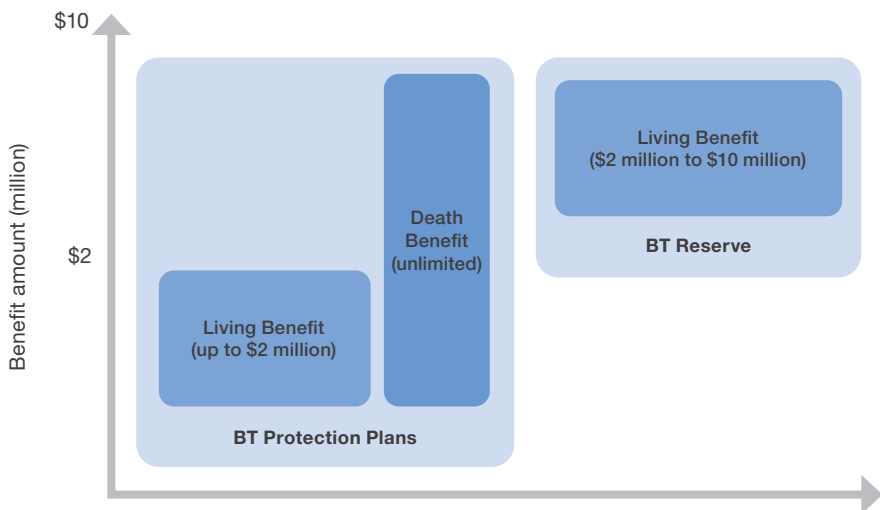 $10
Benefit amount (million)
$2
Living Benefit
(up to $2 million)
Death
Benefit
(unlimited)
BT Protection Plans
Living Benefit
($2 million to $10 million)
BT Reserve